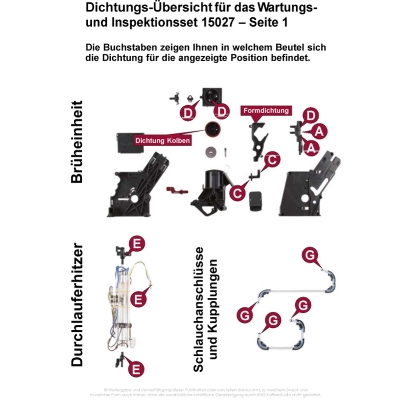 Dichtungs-Übersicht für das Wartungs-
und Inspektionsset 15027 – Seite 1
Die Buchstaben zeigen Ihnen in welchem Beutel sich
die Dichtung für die angezeigte Position befindet.
Brüheinheit
D
D
Formdichtung
D
A
A
Dichtung Kolben
C
C
Durchlauferhitzer
E
E
E
Schlauchanschlüsse
und Kupplungen
G
G
G
G